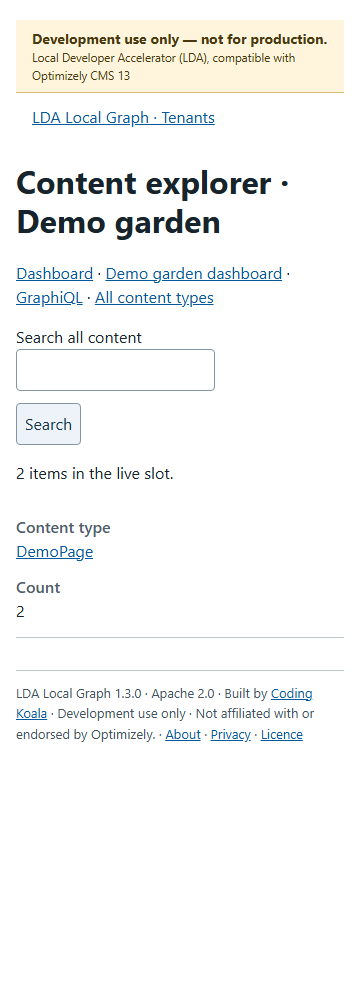 Development use only — not for production.
Local Developer Accelerator (LDA), compatible with
Optimizely CMS 13
LDA Local Graph · Tenants
Content explorer ·
Demo garden
Dashboard · Demo garden dashboard ·
GraphiQL · All content types
Search all content
Search
2 items in the live slot.
Content type
DemoPage
Count
2
LDA Local Graph 1.3.0 · Apache 2.0 · Built by Coding
Koala · Development use only · Not affiliated with or
endorsed by Optimizely. · About · Privacy · Licence